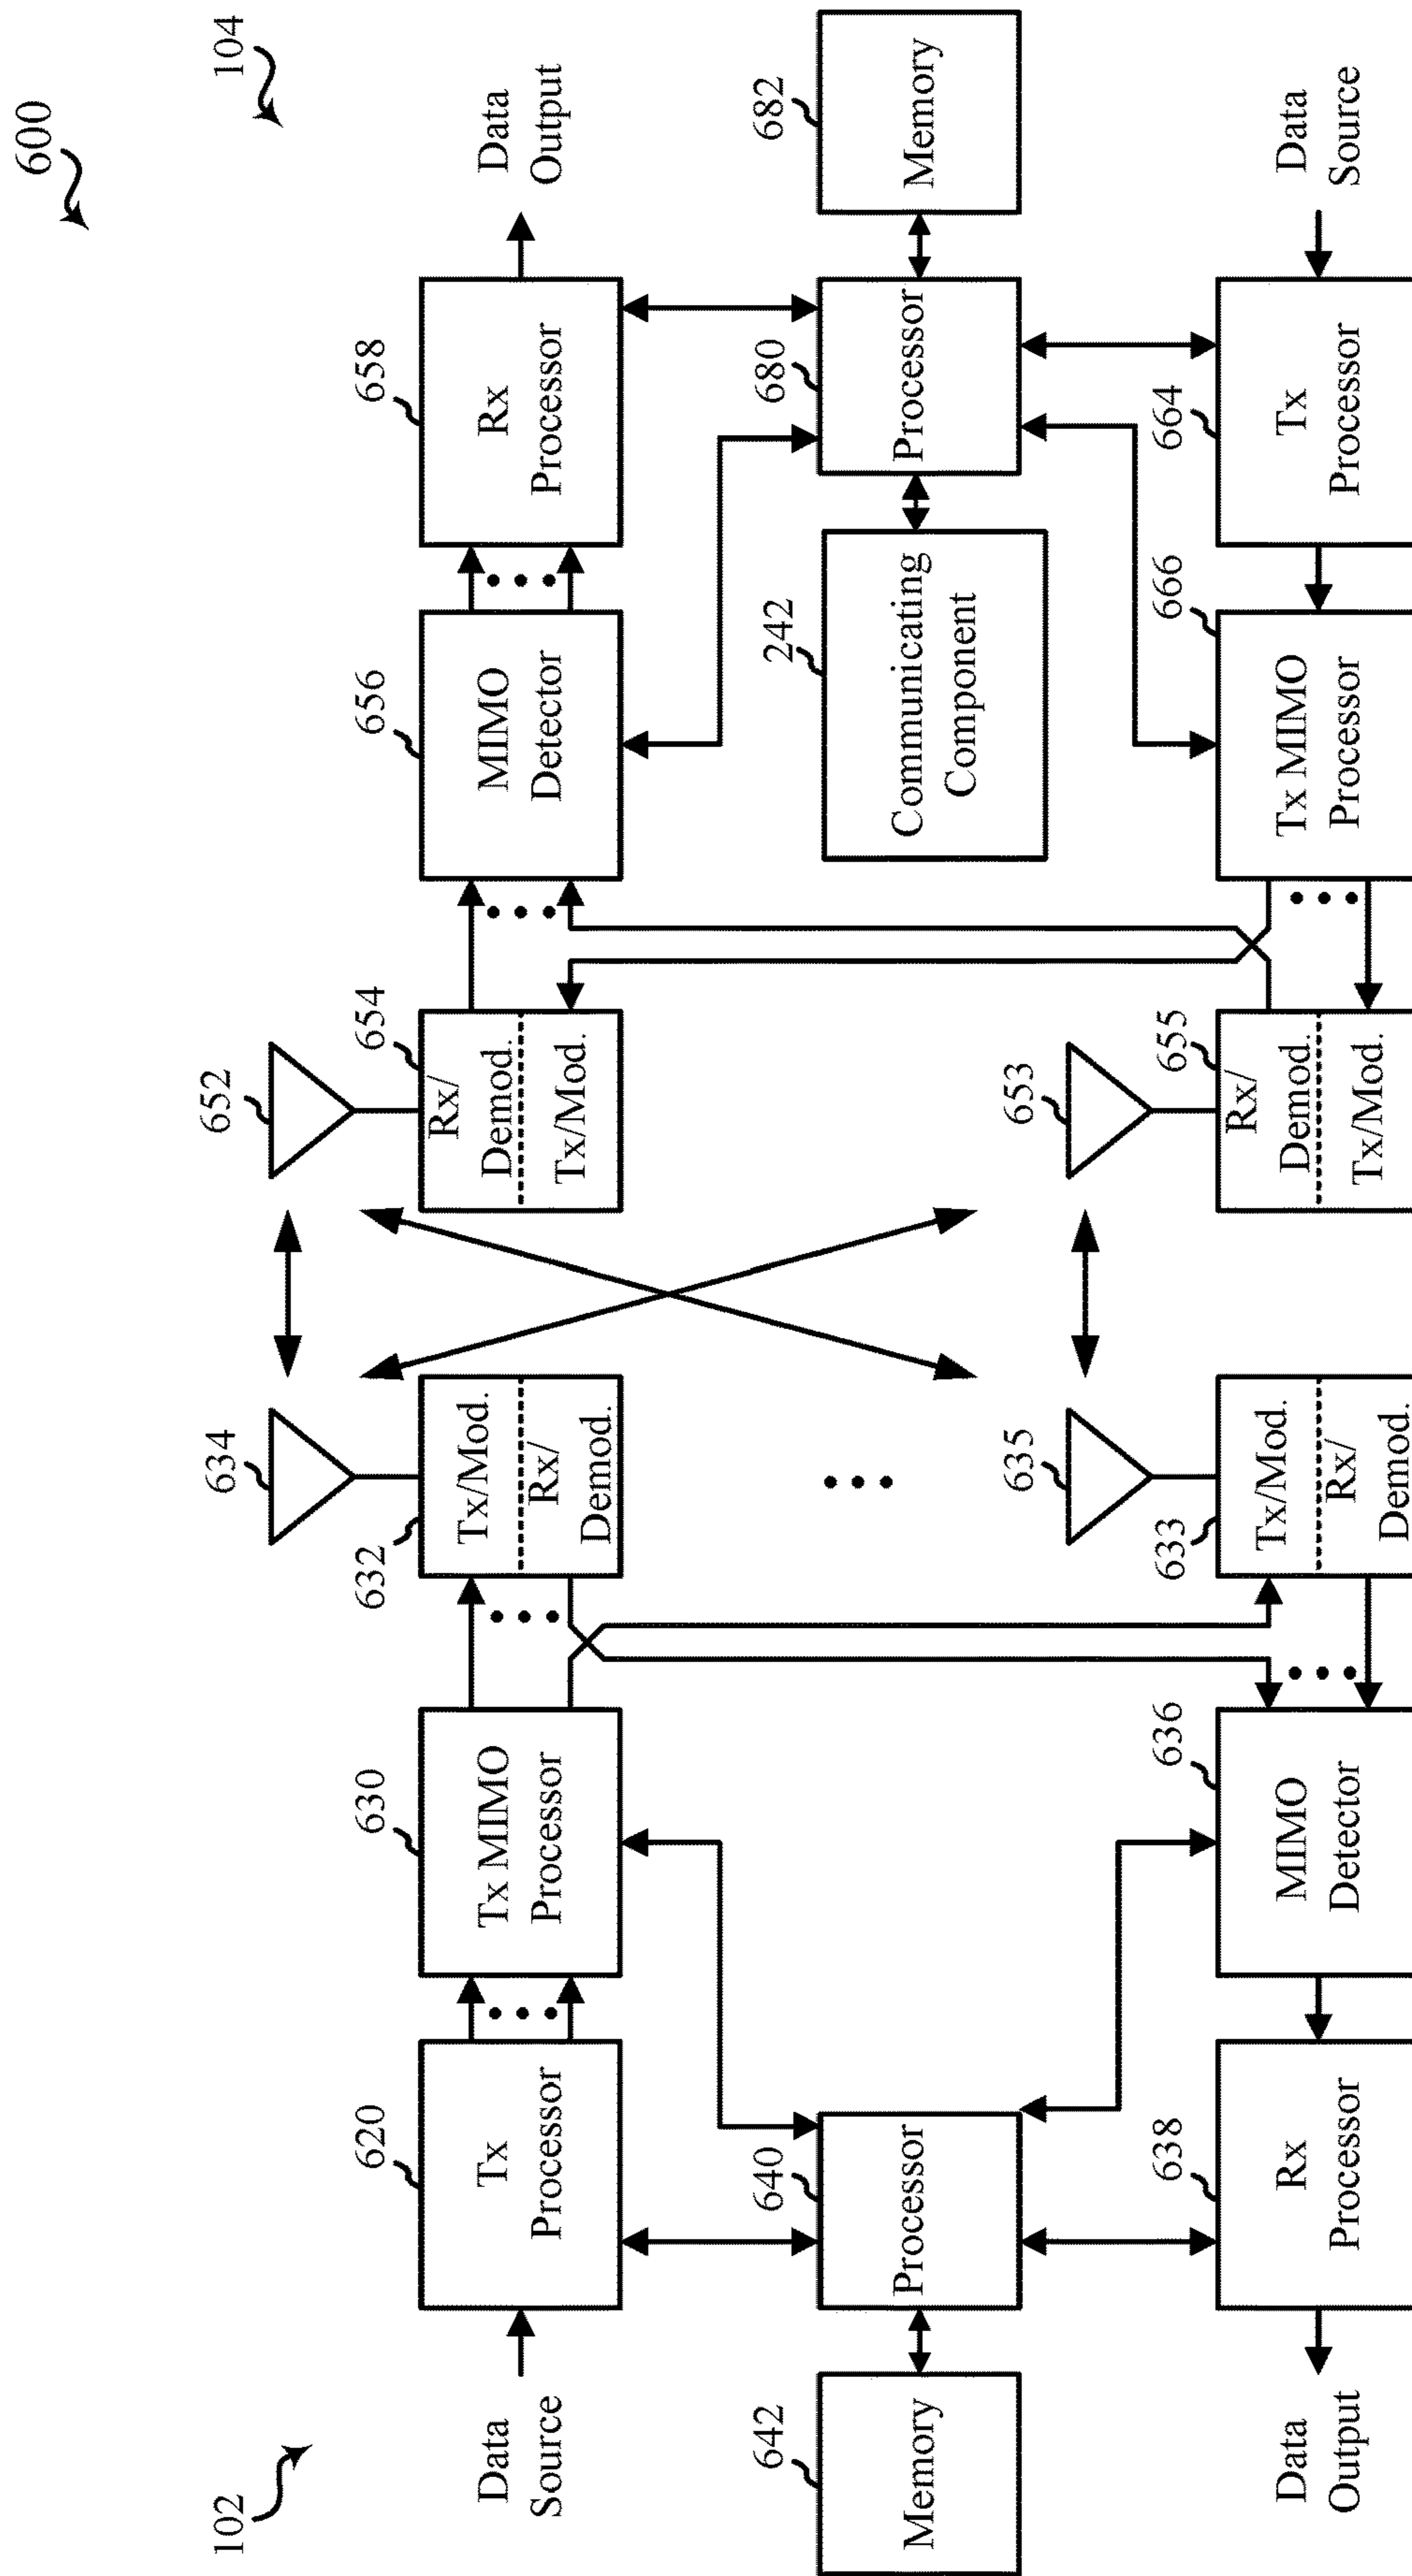 600
102
104
634
652
Data
Source
620
Tx
Processor
630
Tx MIMO
Processor
632
Tx/Mod.
Rx/
Demod.
654
Rx/
Demod.
Tx/Mod.
656
MIMO
Detector
658
Rx
Processor
Data
Output
642
Memory
640
Processor
242
Communicating
Component
680
Processor
682
Memory
635
653
Data
Output
638
Rx
Processor
636
MIMO
Detector
633
Tx/Mod.
Rx/
Demod.
655
Rx/
Demod.
Tx/Mod.
666
Tx MIMO
Processor
664
Tx
Processor
Data
Source